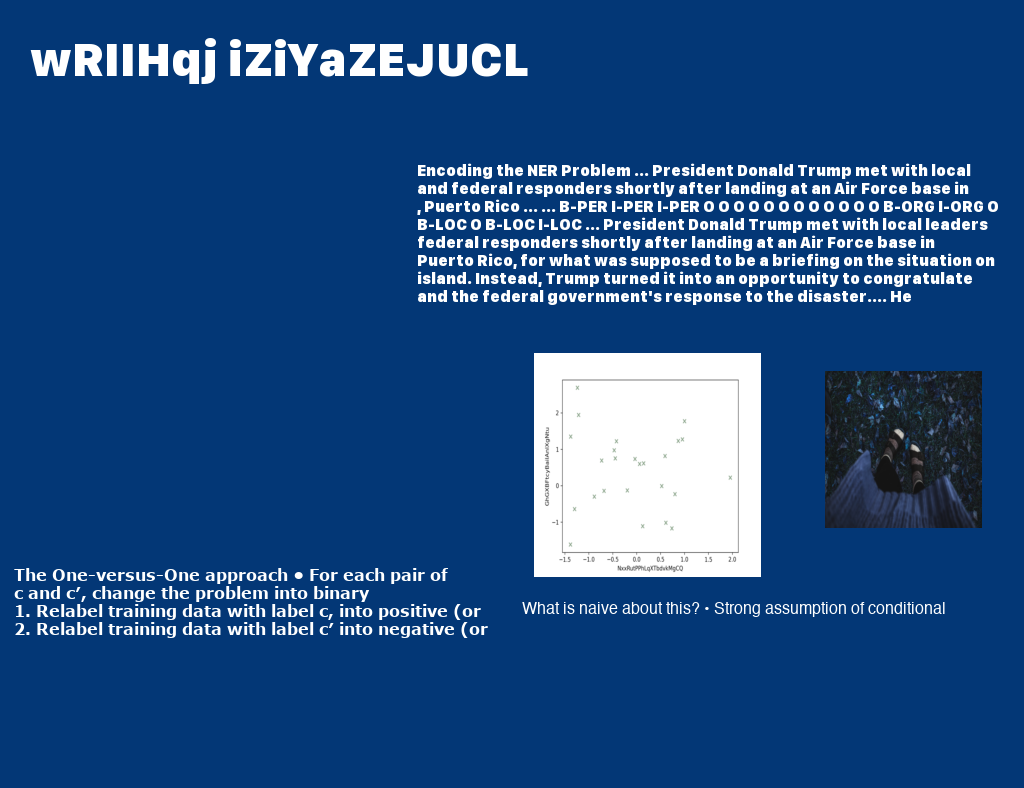 wRIIHqj iZiYaZEJUCL
Encoding the NER Problem ... President Donald Trump met with local
and federal responders shortly after landing at an Air Force base in
, Puerto Rico ... ... B-PER I-PER I-PER O O O O O O O O O O O O B-ORG I-ORG O
B-LOC O B-LOC I-LOC ... President Donald Trump met with local leaders
federal responders shortly after landing at an Air Force base in
Puerto Rico, for what was supposed to be a briefing on the situation on
island. Instead, Trump turned it into an opportunity to congratulate
and the federal government's response to the disaster.... He
2
1
0
−1
−1.5 −1.0 −0.5 0.0 0.5 1.0 1.5 2.0
The One-versus-One approach • For each pair of
c and c’, change the problem into binary
1. Relabel training data with label c, into positive (or
2. Relabel training data with label c’ into negative (or
What is naive about this? • Strong assumption of conditional